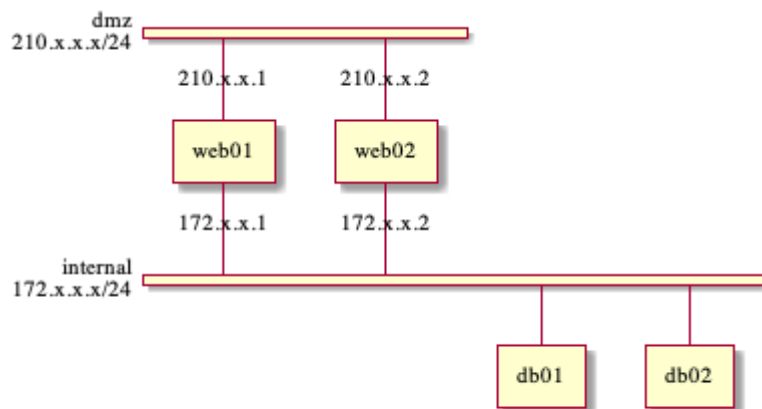 dmz
210.x.x.x/24
210.x.x.1
210.x.x.2
web01
web02
172.x.x.1
172.x.x.2
internal
172.x.x.x/24
db01
db02